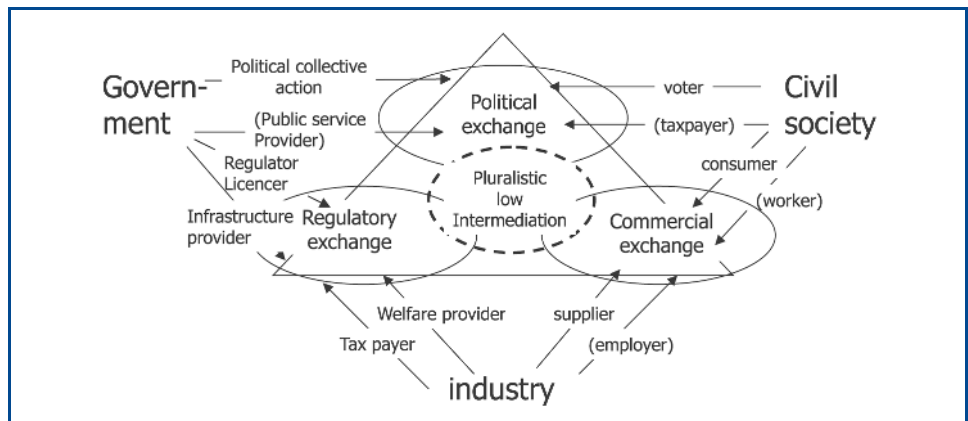 Govern-
ment
Political collective
action
(Public service
Provider)
Regulator
Licencer
Infrastructure
provider
Political
exchange
voter
(taxpayer)
Civil
society
consumer
(worker)
Pluralistic
low
Intermediation
Regulatory
exchange
Commercial
exchange
Welfare provider
Tax payer
supplier
(employer)
industry